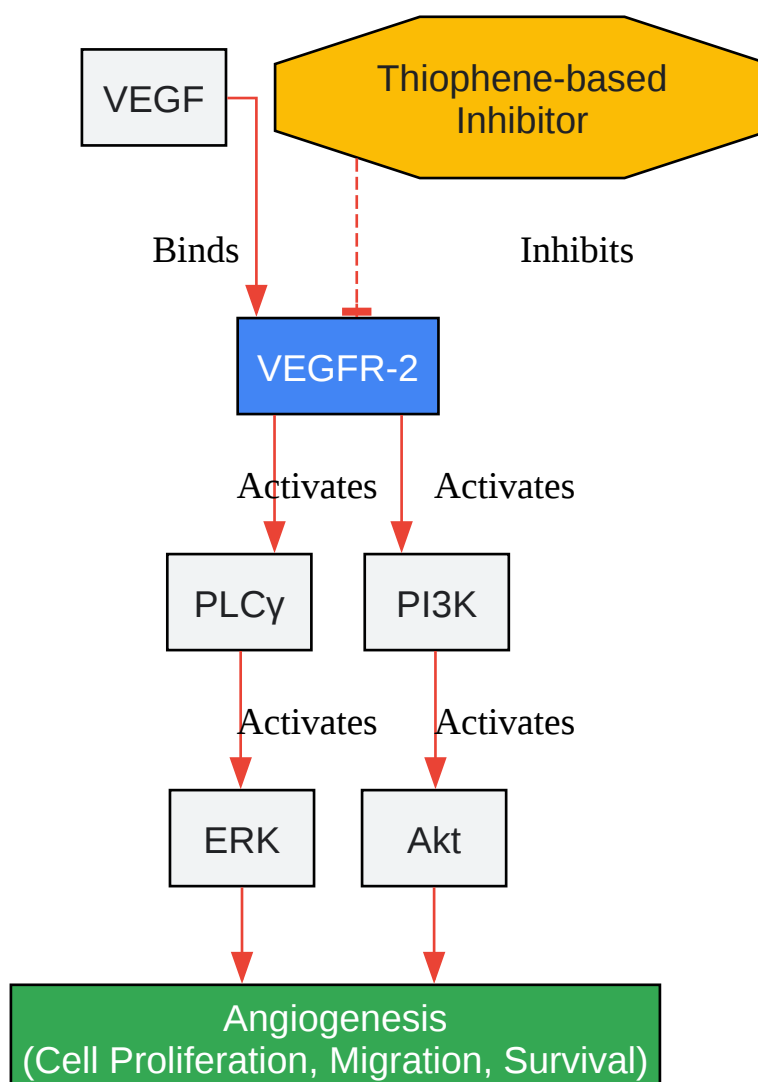 VEGF
Thiophene-based
Inhibitor
Binds
Inhibits
VEGFR-2
Activates
Activates
PLCγ
PI3K
Activates
Activates
ERK
Akt
Angiogenesis
(Cell Proliferation, Migration, Survival)